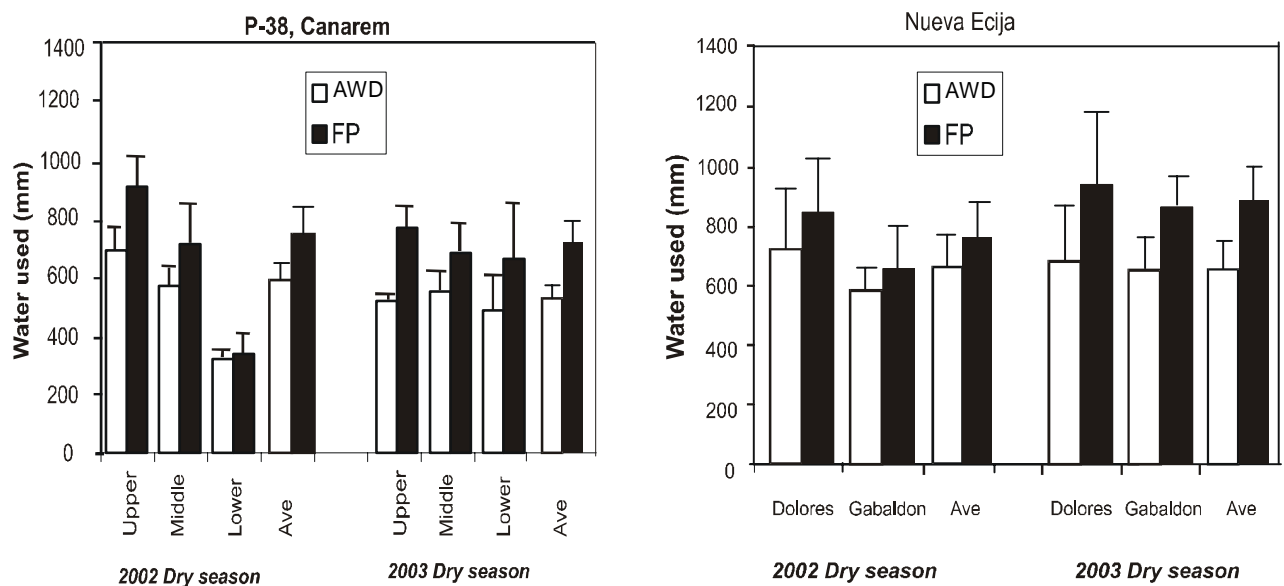 P-38, Canarem
1400
1200
1000
800
600
400
200
0
Water used (mm)
AWD
FP
Upper
Middle
Lower
Ave
Upper
Middle
Lower
Ave
2002 Dry season
2003 Dry season
Nueva Ecija
1400
1200
1000
800
600
400
200
0
Water used (mm)
AWD
FP
Dolores Gabaldon Ave
Dolores Gabaldon Ave
2002 Dry season
2003 Dry season